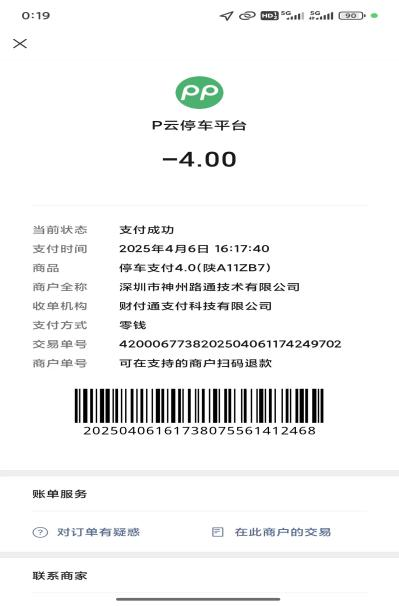 0:19
HD 5G 5G 90
pp
P云停车平台
-4.00
当前状态 支付成功
支付时间 2025年4月6日 16:17:40
商品 停车支付4.0(陕A11ZB7)
商户全称 深圳市神州路通技术有限公司
收单机构 财付通支付科技有限公司
支付方式 零钱
交易单号 4200067738202504061174249702
商户单号 可在支持的商户扫码退款
20250406161738075561412468
账单服务
对订单有疑惑 在此商户的交易
联系商家